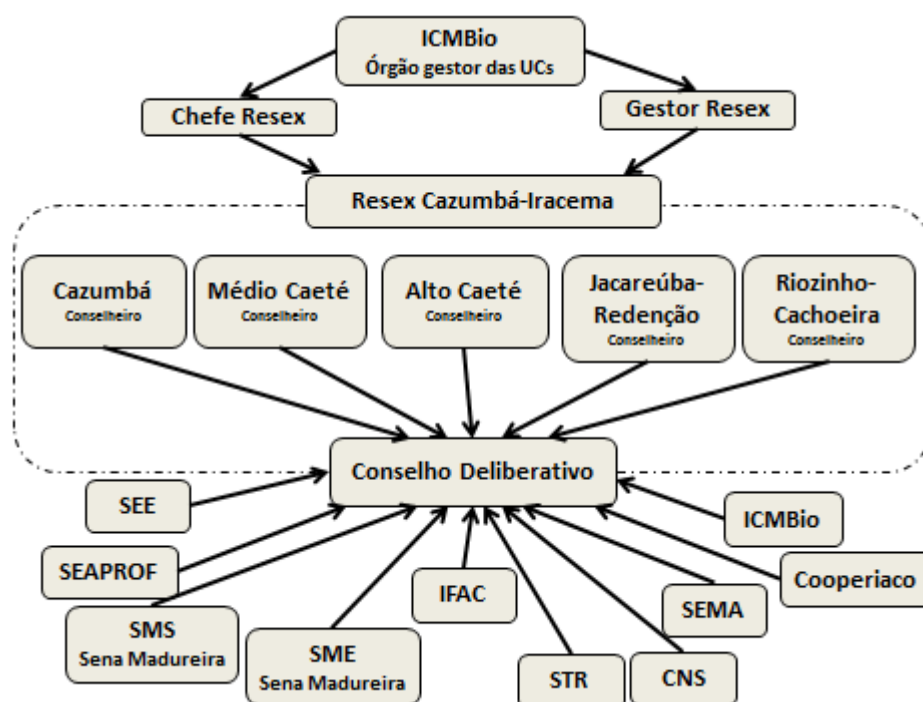 ICMBio
Órgão gestor das UCs
Chefe Resex
Gestor Resex
Resex Cazumbá-Iracema
Cazumbá
Conselheiro
Médio Caeté
Conselheiro
Alto Caeté
Conselheiro
Jacareúba-
Redenção
Conselheiro
Riozinho-
Cachoeira
Conselheiro
Conselho Deliberativo
SEE
ICMBio
SEAPROF
IFAC
Cooperiaco
SMS
Sena Madureira
SEMA
SME
Sena Madureira
STR
CNS